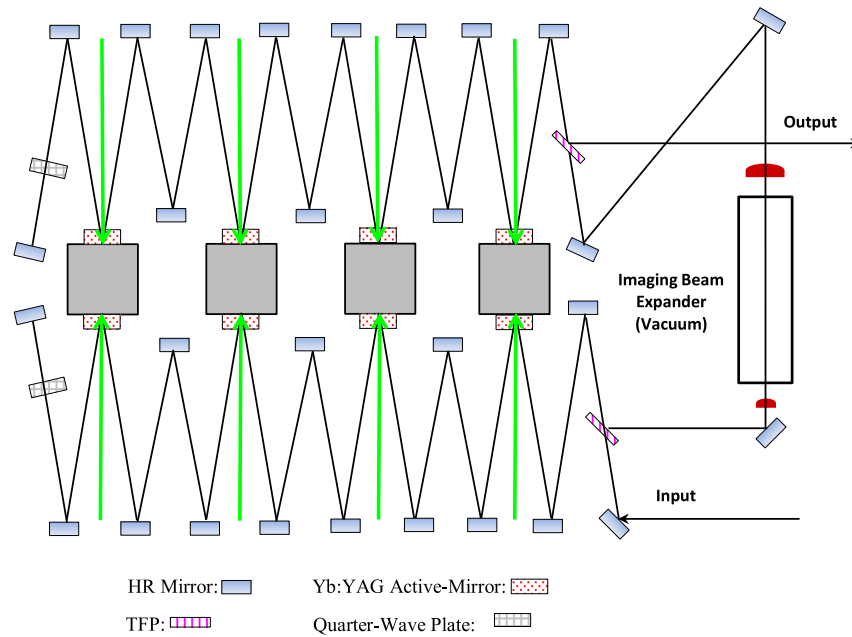 Output
Imaging Beam
Expander
(Vacuum)
Input
HR Mirror:
Yb:YAG Active-Mirror:
TFP:
Quarter-Wave Plate: